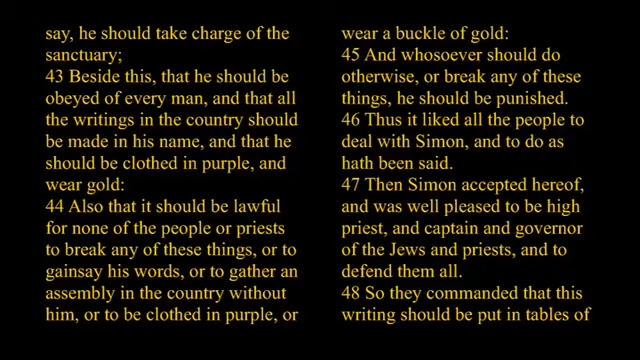 say, he should take charge of the
sanctuary;
43 Beside this, that he should be
obeyed of every man, and that all
the writings in the country should
be made in his name, and that he
should be clothed in purple, and
wear gold:
44 Also that it should be lawful
for none of the people or priests
to break any of these things, or to
gainsay his words, or to gather an
assembly in the country without
him, or to be clothed in purple, or
wear a buckle of gold:
45 And whosoever should do
otherwise, or break any of these
things, he should be punished.
46 Thus it liked all the people to
deal with Simon, and to do as
hath been said.
47 Then Simon accepted hereof,
and was well pleased to be high
priest, and captain and governor
of the Jews and priests, and to
defend them all.
48 So they commanded that this
writing should be put in tables of